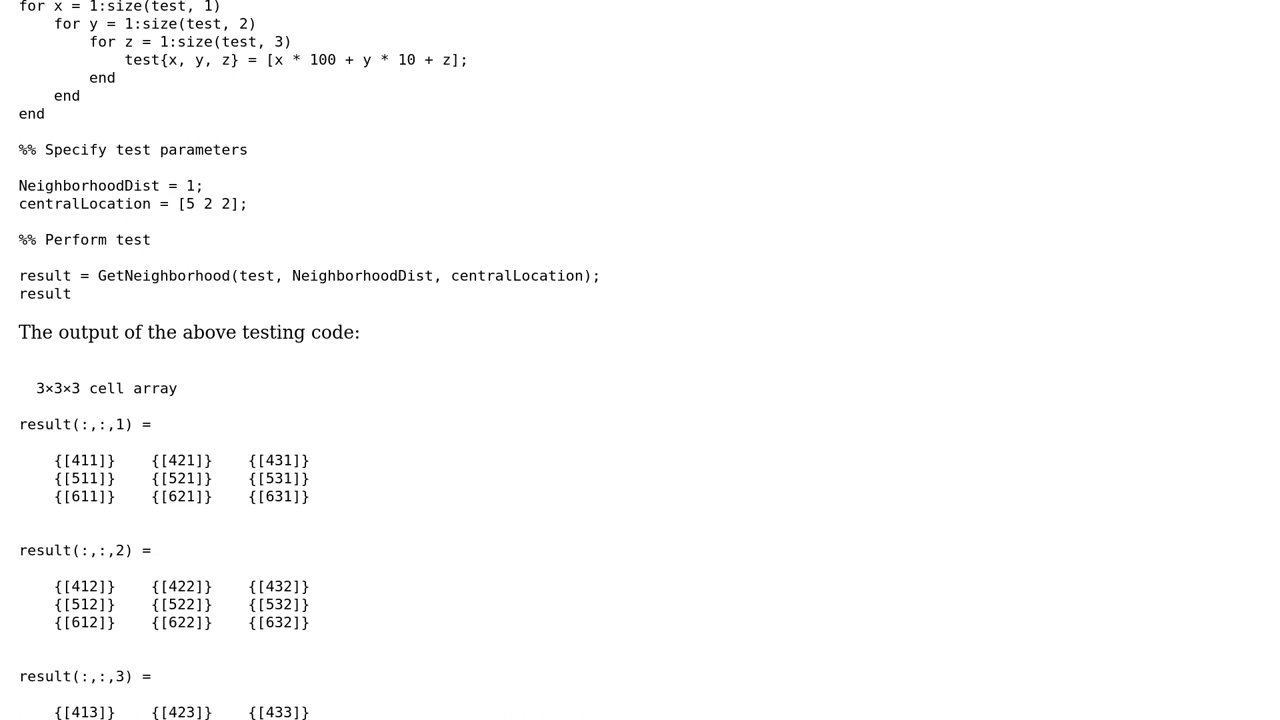 for x = 1:size(test, 1)
    for y = 1:size(test, 2)
        for z = 1:size(test, 3)
            test{x, y, z} = [x * 100 + y * 10 + z];
        end
    end
end
%% Specify test parameters
NeighborhoodDist = 1;
centralLocation = [5 2 2];
%% Perform test
result = GetNeighborhood(test, NeighborhoodDist, centralLocation);
result
The output of the above testing code:
  3×3×3 cell array
result(:,:,1) =
    {[411]}    {[421]}    {[431]}
    {[511]}    {[521]}    {[531]}
    {[611]}    {[621]}    {[631]}
result(:,:,2) =
    {[412]}    {[422]}    {[432]}
    {[512]}    {[522]}    {[532]}
    {[612]}    {[622]}    {[632]}
result(:,:,3) =
    {[413]}    {[423]}    {[433]}